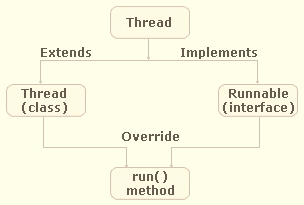 Thread
Extends
Implements
Thread
(class)
Runnable
(interface)
Override
run()
method